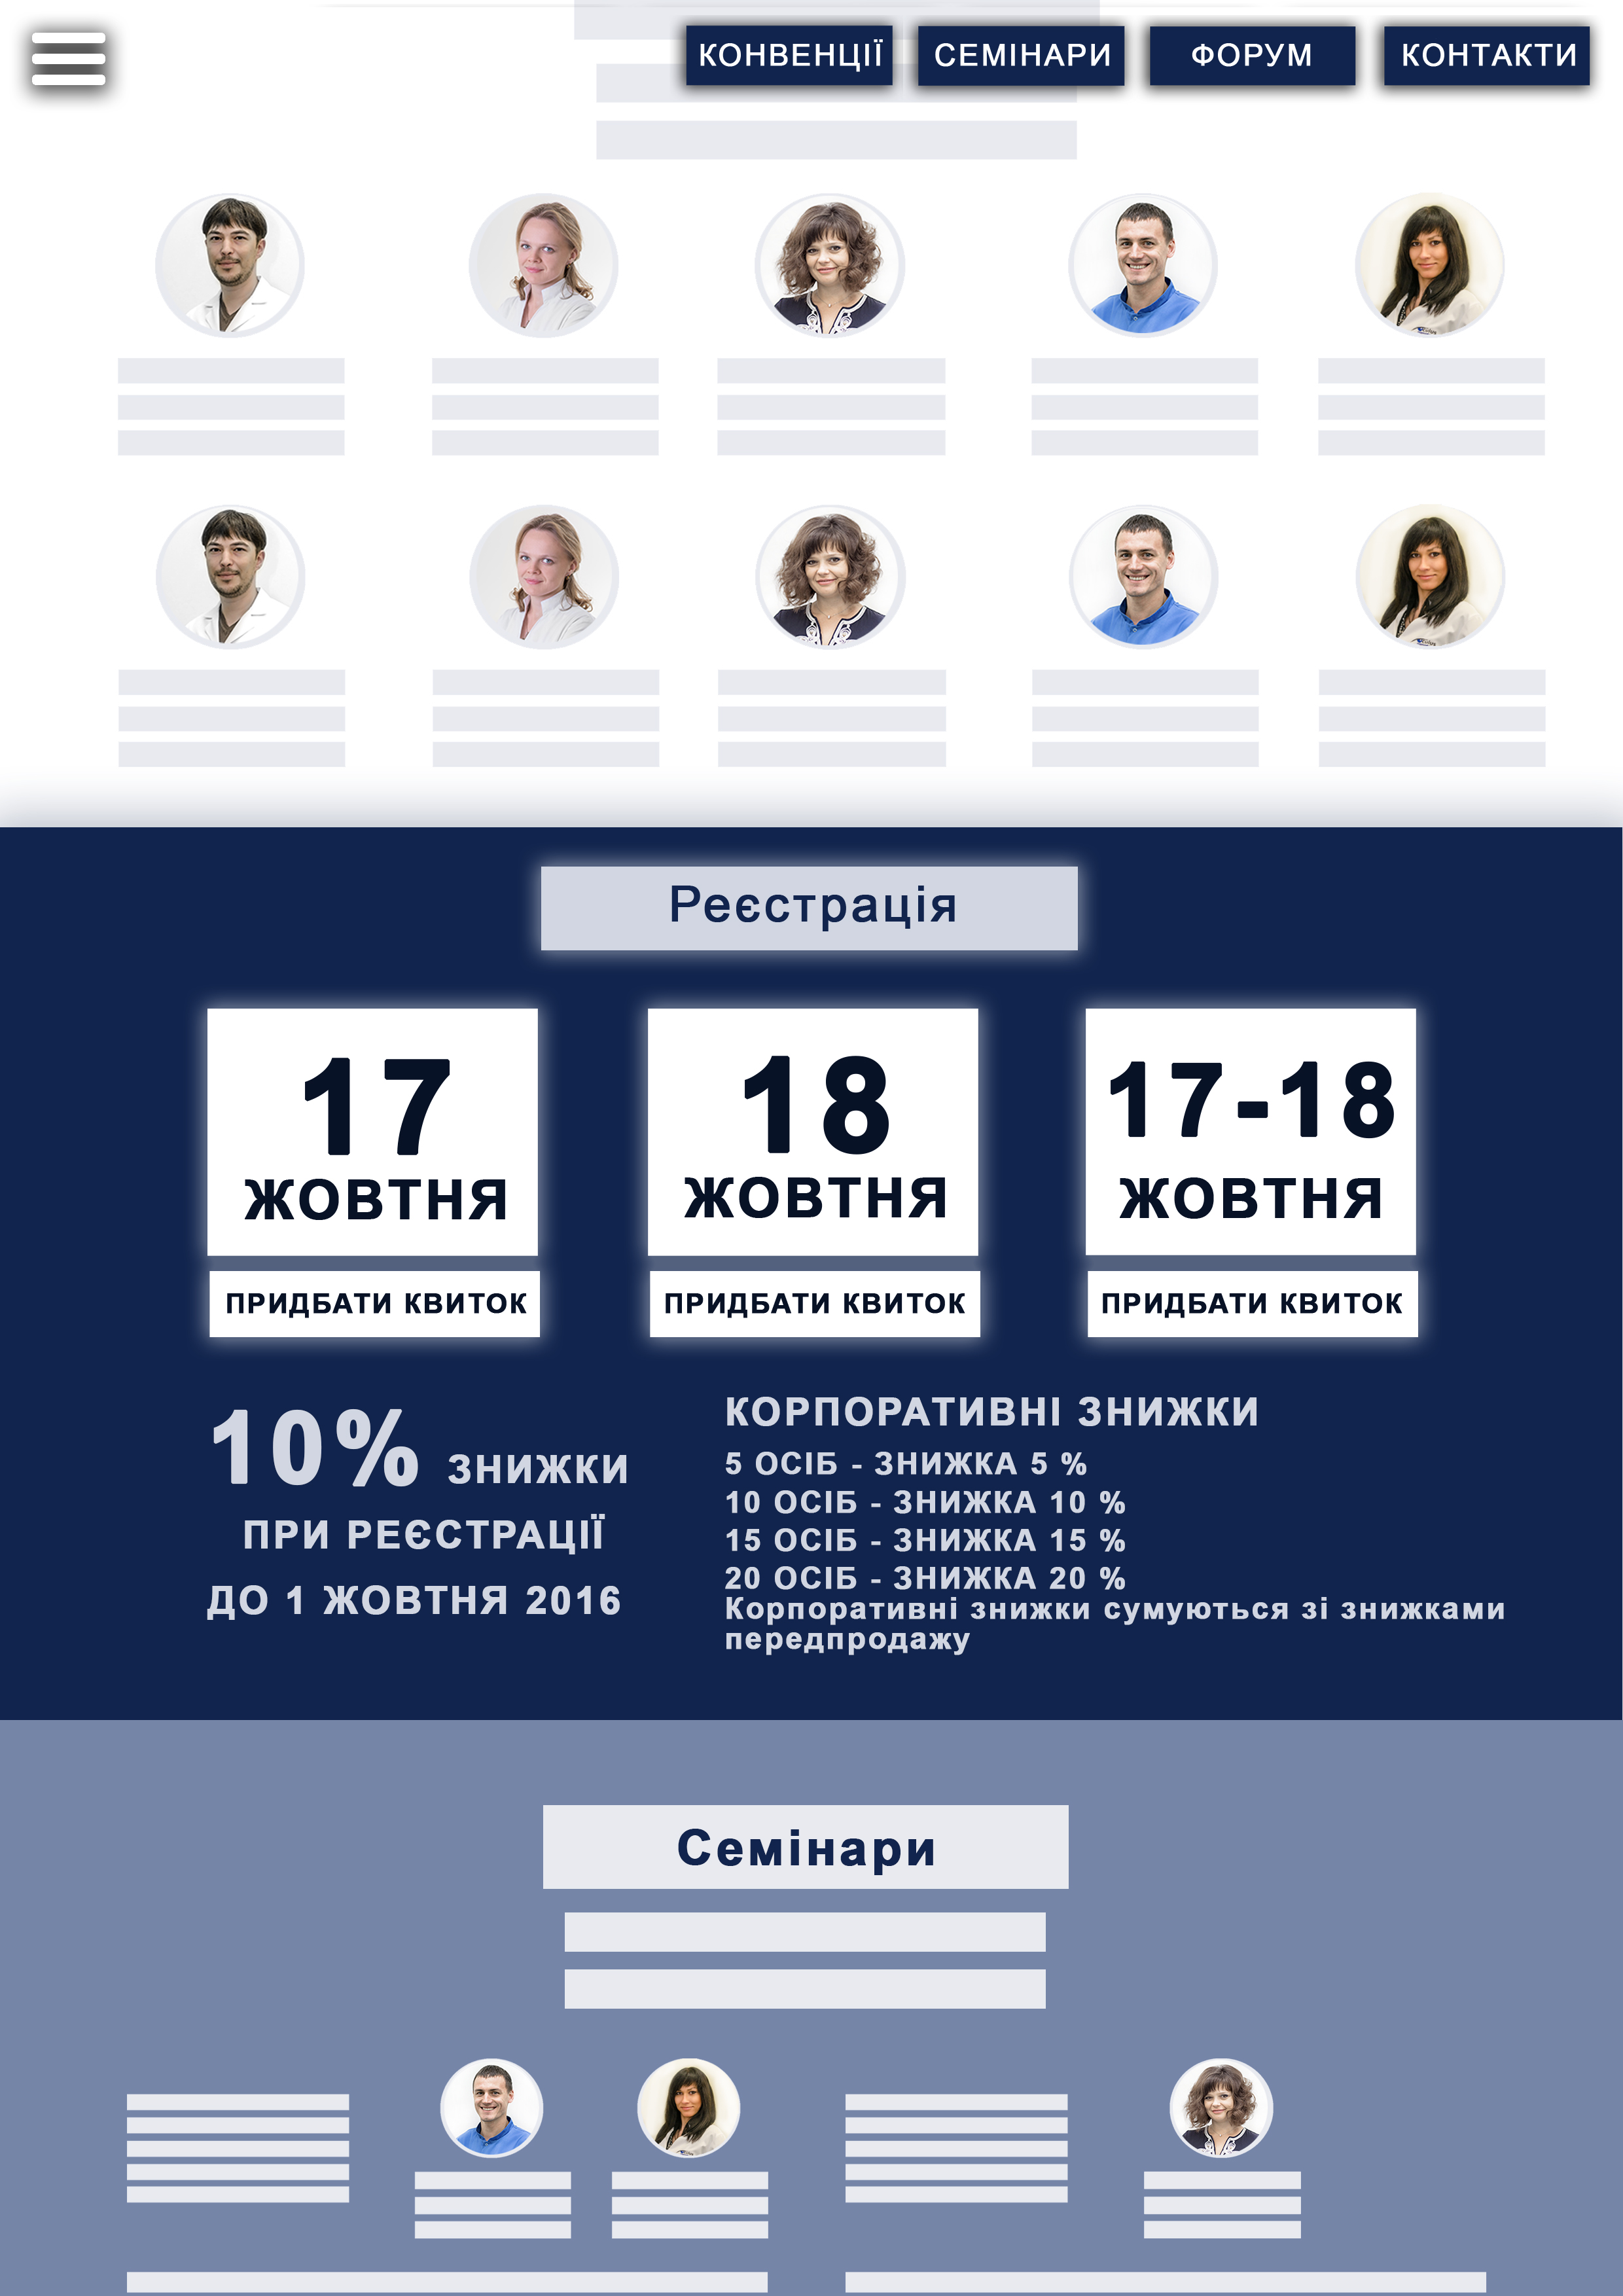 КОНВЕНЦІЇ СЕМІНАРИ ФОРУМ КОНТАКТИ
Реєстрація
17 18 17-18
ЖОВТНЯ ЖОВТНЯ ЖОВТНЯ
ПРИДБАТИ КВИТОК ПРИДБАТИ КВИТОК ПРИДБАТИ КВИТОК
10% ЗНИЖКИ
ПРИ РЕЄСТРАЦІЇ
ДО 1 ЖОВТНЯ 2016
КОРПОРАТИВНІ ЗНИЖКИ
5 ОСІБ - ЗНИЖКА 5 %
10 ОСІБ - ЗНИЖКА 10 %
15 ОСІБ - ЗНИЖКА 15 %
20 ОСІБ - ЗНИЖКА 20 %
Корпоративні знижки сумуються зі знижками
передпродажу
Семінари